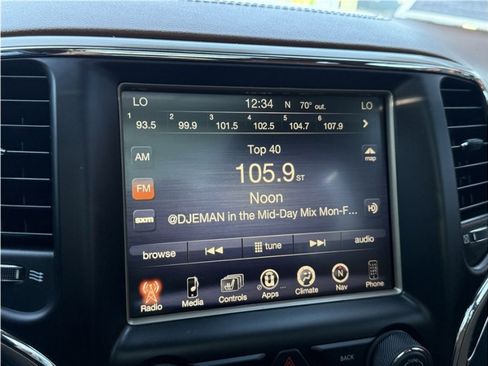 LO 12:34 N 70° out. LO
1 93.5 2 99.9 3 101.5 4 102.5 5 104.7 6 107.9
AM Top 40 map
105.9 ST
FM Noon
sxm @DJEMAN in the Mid-Day Mix Mon-F... HD
browse tune audio
Radio Media Controls Apps Climate Nav Phone
BACK